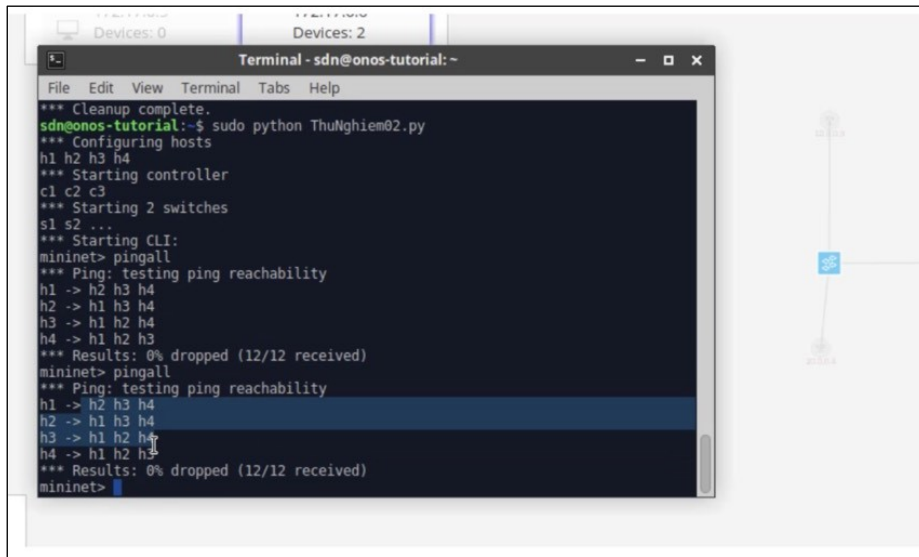 Devices: 0
Devices: 2
Terminal - sdn@onos-tutorial: ~
File Edit View Terminal Tabs Help
*** Cleanup complete.
sdn@onos-tutorial:~$ sudo python ThuNghiem02.py
*** Configuring hosts
h1 h2 h3 h4
*** Starting controller
c1 c2 c3
*** Starting 2 switches
s1 s2 ...
*** Starting CLI:
mininet> pingall
*** Ping: testing ping reachability
h1 -> h2 h3 h4
h2 -> h1 h3 h4
h3 -> h1 h2 h4
h4 -> h1 h2 h3
*** Results: 0% dropped (12/12 received)
mininet> pingall
*** Ping: testing ping reachability
h1 -> h2 h3 h4
h2 -> h1 h3 h4
h3 -> h1 h2 h4
h4 -> h1 h2 h3
*** Results: 0% dropped (12/12 received)
mininet>